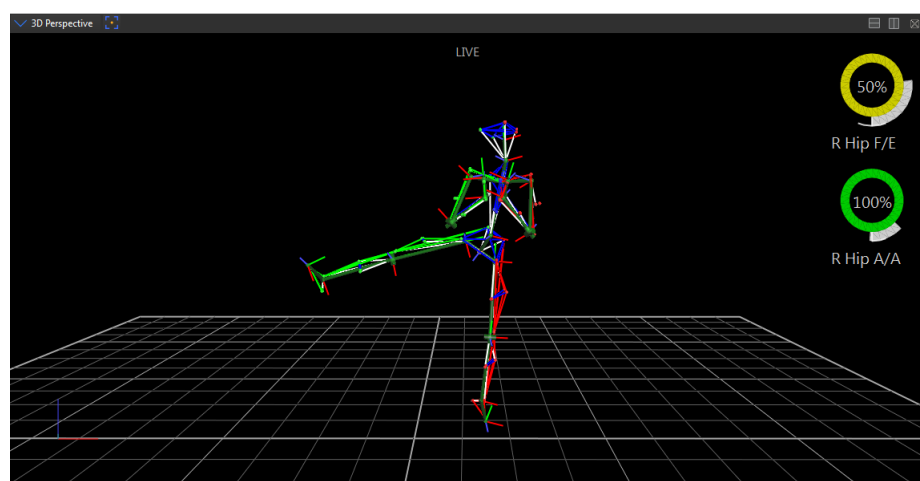 3D Perspective
LIVE
50%
R Hip F/E
100%
R Hip A/A